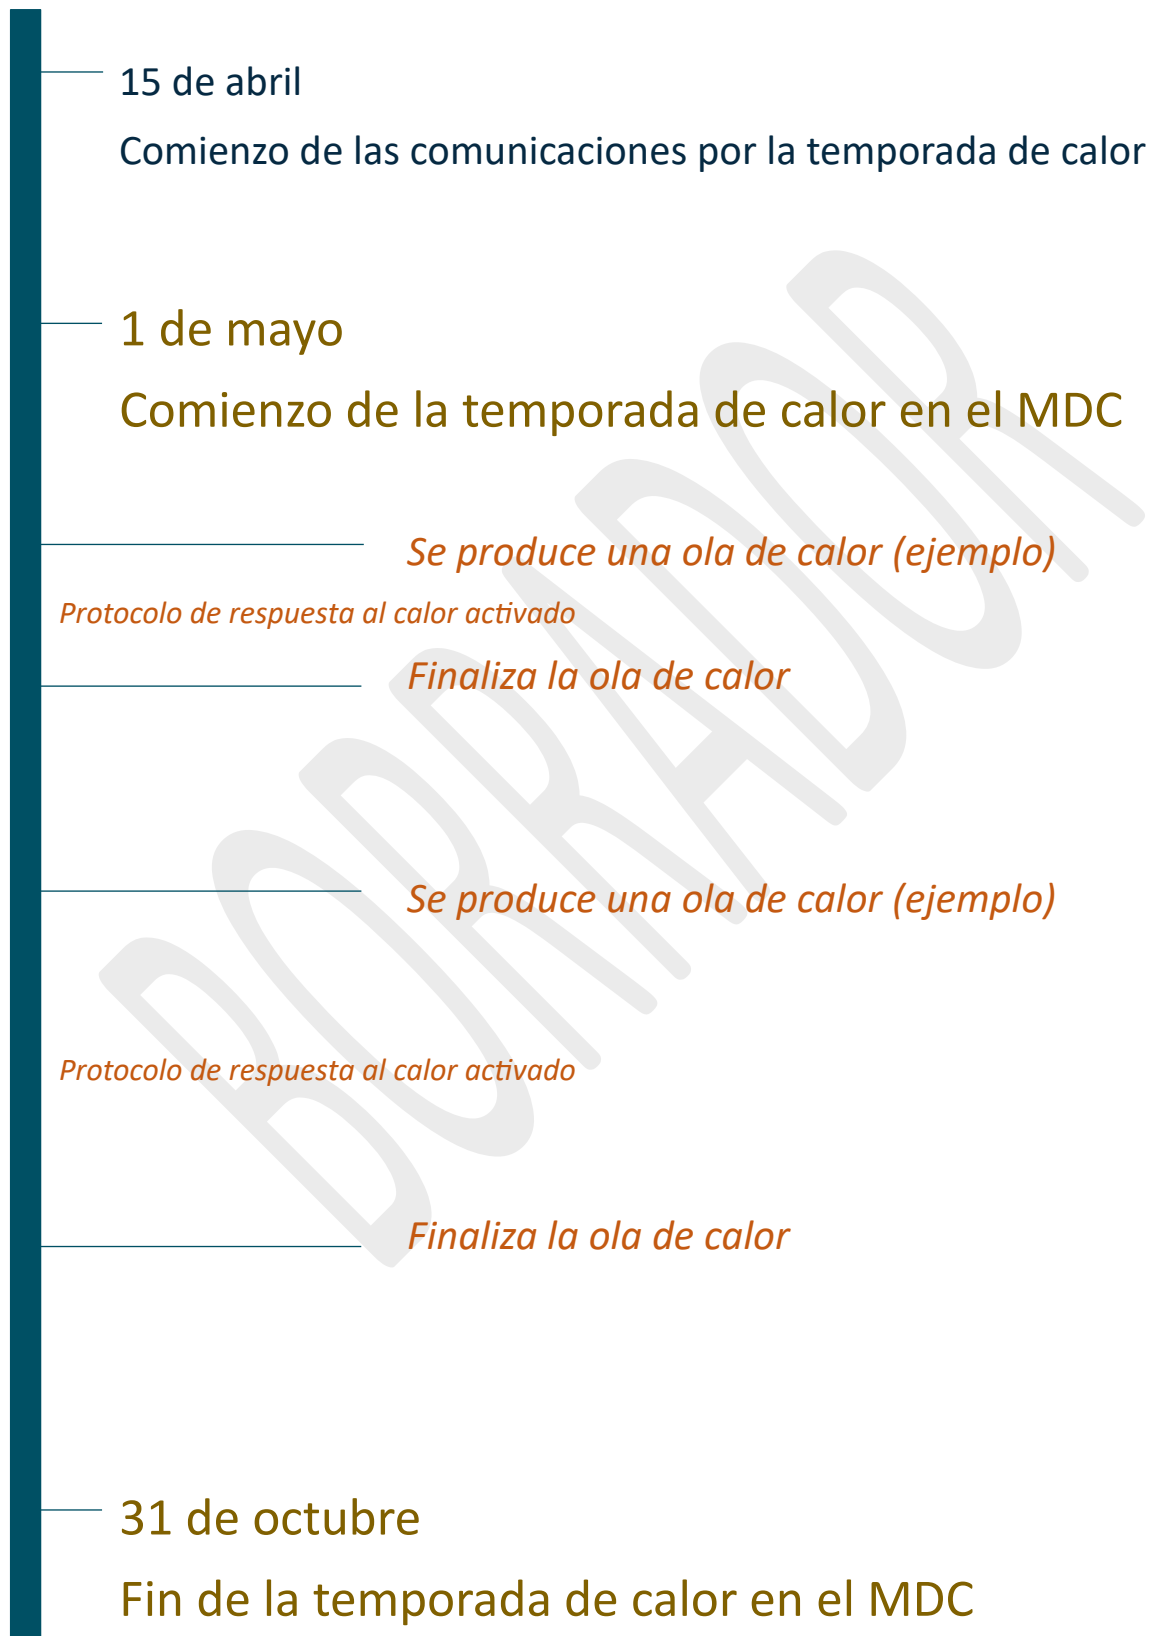 15 de abril
Comienzo de las comunicaciones por la temporada de calor
1 de mayo
Comienzo de la temporada de calor en el MDC
Se produce una ola de calor (ejemplo)
Protocolo de respuesta al calor activado
Finaliza la ola de calor
Se produce una ola de calor (ejemplo)
Protocolo de respuesta al calor activado
Finaliza la ola de calor
31 de octubre
Fin de la temporada de calor en el MDC
BORRADOR